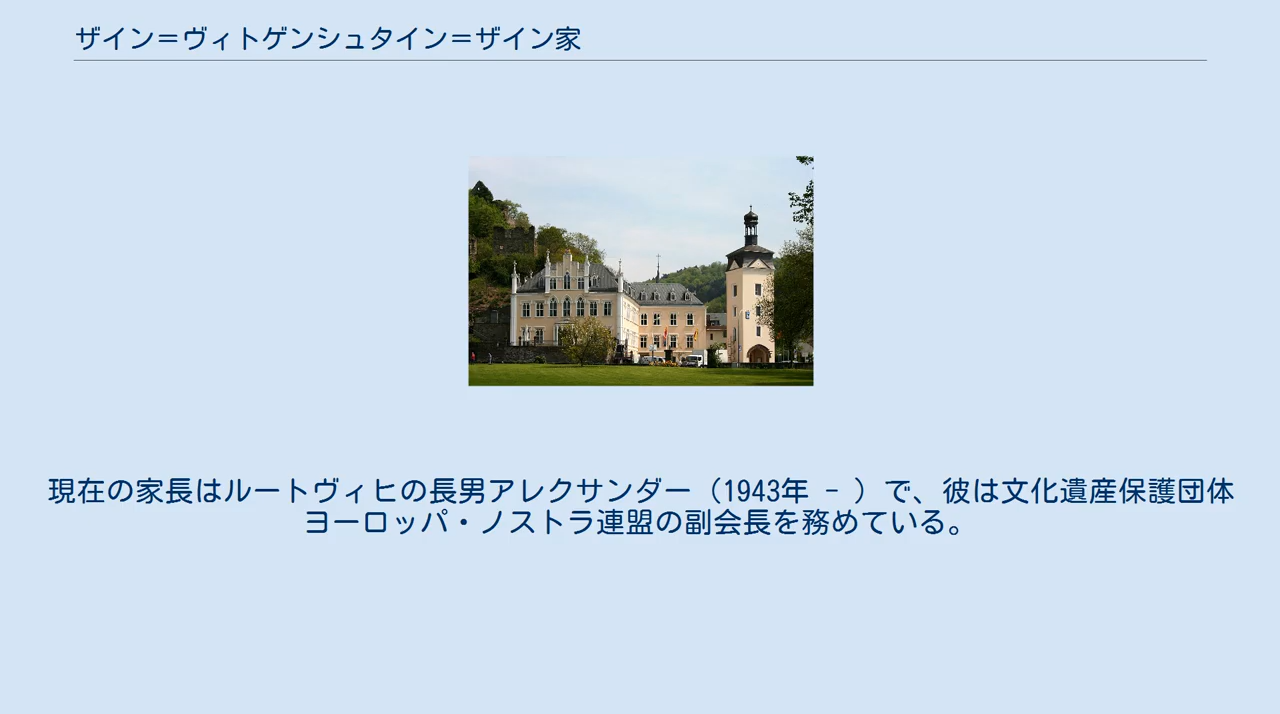 ザイン＝ヴィトゲンシュタイン＝ザイン家
現在の家長はルートヴィヒの長男アレクサンダー（1943年 - ）で、彼は文化遺産保護団体
ヨーロッパ・ノストラ連盟の副会長を務めている。